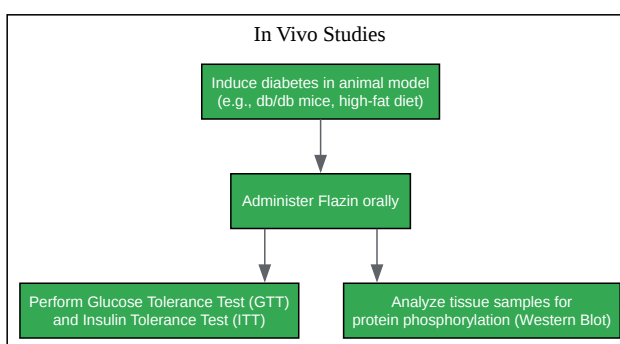 In Vivo Studies
Induce diabetes in animal model
(e.g., db/db mice, high-fat diet)
Administer Flazin orally
Perform Glucose Tolerance Test (GTT)
and Insulin Tolerance Test (ITT)
Analyze tissue samples for
protein phosphorylation (Western Blot)